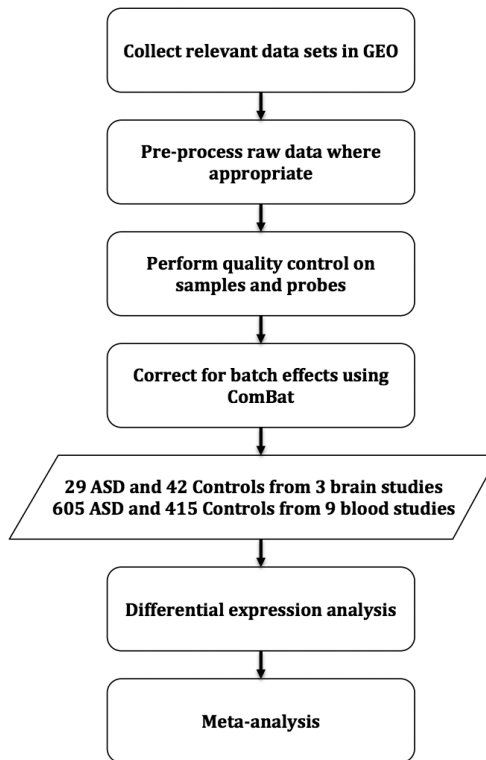 Collect relevant data sets in GEO
Pre-process raw data where
appropriate
Perform quality control on
samples and probes
Correct for batch effects using
ComBat
29 ASD and 42 Controls from 3 brain studies
605 ASD and 415 Controls from 9 blood studies
Differential expression analysis
Meta-analysis